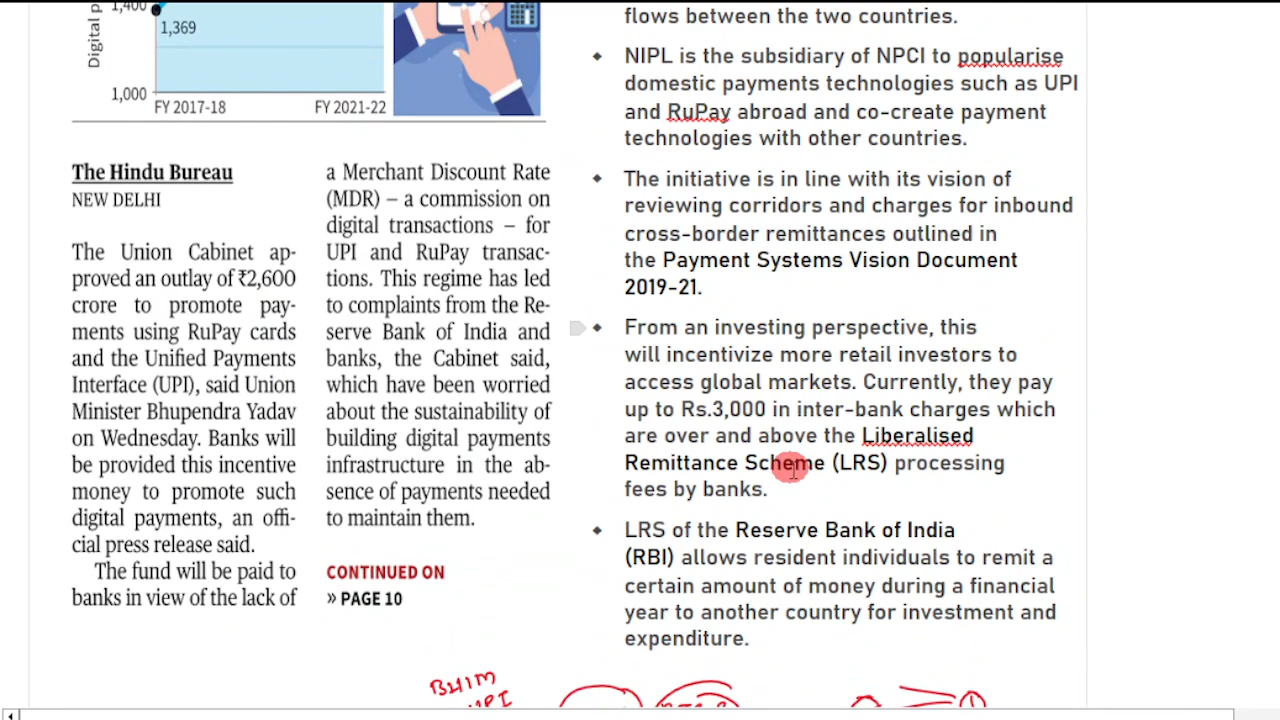 1,400
1,369
Digital p
1,000
FY 2017-18
FY 2021-22
The Hindu Bureau
NEW DELHI
The Union Cabinet ap-
proved an outlay of ₹2,600
crore to promote pay-
ments using RuPay cards
and the Unified Payments
Interface (UPI), said Union
Minister Bhupendra Yadav
on Wednesday. Banks will
be provided this incentive
money to promote such
digital payments, an offi-
cial press release said.
The fund will be paid to
banks in view of the lack of
a Merchant Discount Rate
(MDR) – a commission on
digital transactions – for
UPI and RuPay transac-
tions. This regime has led
to complaints from the Re-
serve Bank of India and
banks, the Cabinet said,
which have been worried
about the sustainability of
building digital payments
infrastructure in the ab-
sence of payments needed
to maintain them.
CONTINUED ON
» PAGE 10
flows between the two countries.
NIPL is the subsidiary of NPCI to popularise
domestic payments technologies such as UPI
and RuPay abroad and co-create payment
technologies with other countries.
The initiative is in line with its vision of
reviewing corridors and charges for inbound
cross-border remittances outlined in
the Payment Systems Vision Document
2019-21.
From an investing perspective, this
will incentivize more retail investors to
access global markets. Currently, they pay
up to Rs.3,000 in inter-bank charges which
are over and above the Liberalised
Remittance Scheme (LRS) processing
fees by banks.
LRS of the Reserve Bank of India
(RBI) allows resident individuals to remit a
certain amount of money during a financial
year to another country for investment and
expenditure.
BHIM
UPI